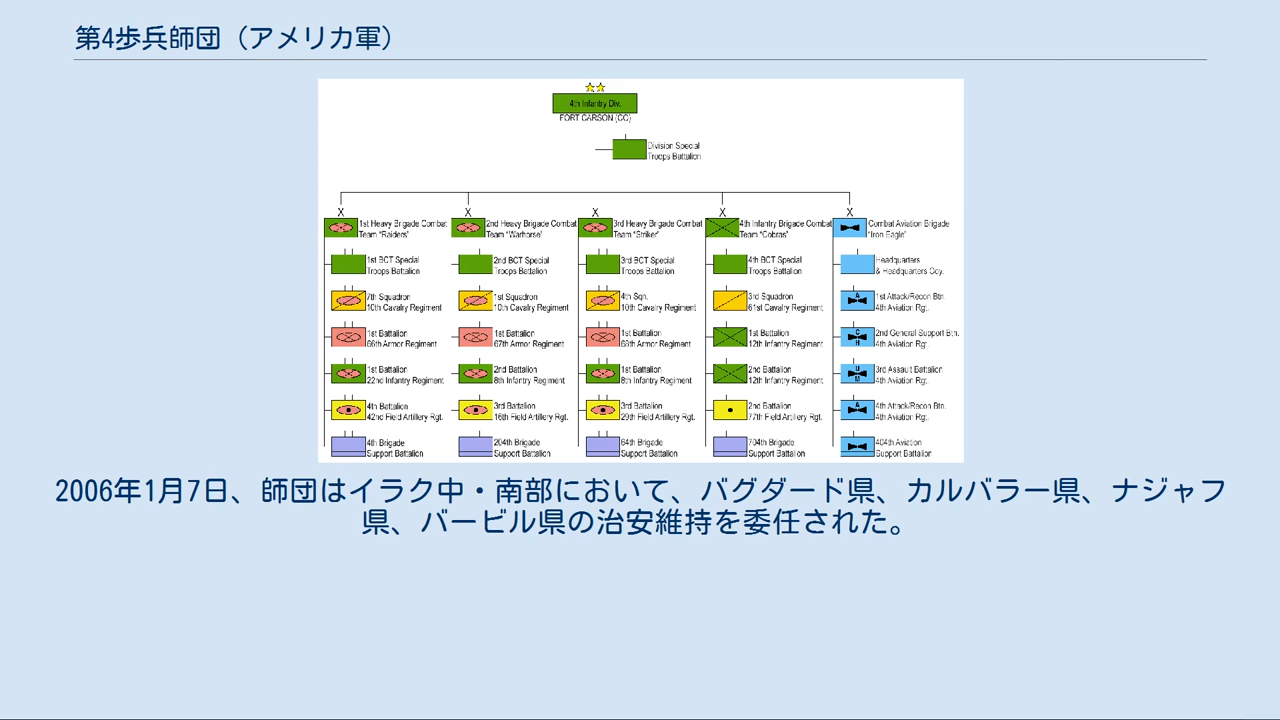 第4歩兵師団（アメリカ軍）
4th Infantry Div.
FORT CARSON (CO)
Division Special
Troops Battalion
X X X X X
1st Heavy Brigade Combat
Team "Raiders"
2nd Heavy Brigade Combat
Team "Warhorse"
3rd Heavy Brigade Combat
Team "Striker"
4th Infantry Brigade Combat
Team "Cobras"
Combat Aviation Brigade
"Iron Eagle"
1st BCT Special
Troops Battalion
2nd BCT Special
Troops Battalion
3rd BCT Special
Troops Battalion
4th BCT Special
Troops Battalion
Headquarters
& Headquarters Coy.
7th Squadron
10th Cavalry Regiment
1st Squadron
10th Cavalry Regiment
4th Sqn.
10th Cavalry Regiment
3rd Squadron
61st Cavalry Regiment
A
1st Attack/Recon Btn.
4th Aviation Rgt.
1st Battalion
66th Armor Regiment
1st Battalion
67th Armor Regiment
1st Battalion
68th Armor Regiment
1st Battalion
12th Infantry Regiment
C
H
2nd General Support Btn.
4th Aviation Rgt.
1st Battalion
22nd Infantry Regiment
2nd Battalion
8th Infantry Regiment
1st Battalion
8th Infantry Regiment
2nd Battalion
12th Infantry Regiment
U
M
3rd Assault Battalion
4th Aviation Rgt.
4th Battalion
42nd Field Artillery Rgt.
3rd Battalion
16th Field Artillery Rgt.
3rd Battalion
29th Field Artillery Rgt.
2nd Battalion
77th Field Artillery Rgt.
A
4th Attack/Recon Btn.
4th Aviation Rgt.
4th Brigade
Support Battalion
204th Brigade
Support Battalion
64th Brigade
Support Battalion
704th Brigade
Support Battalion
404th Aviation
Support Battalion
2006年1月7日、師団はイラク中・南部において、バグダード県、カルバラー県、ナジャフ
県、バービル県の治安維持を委任された。